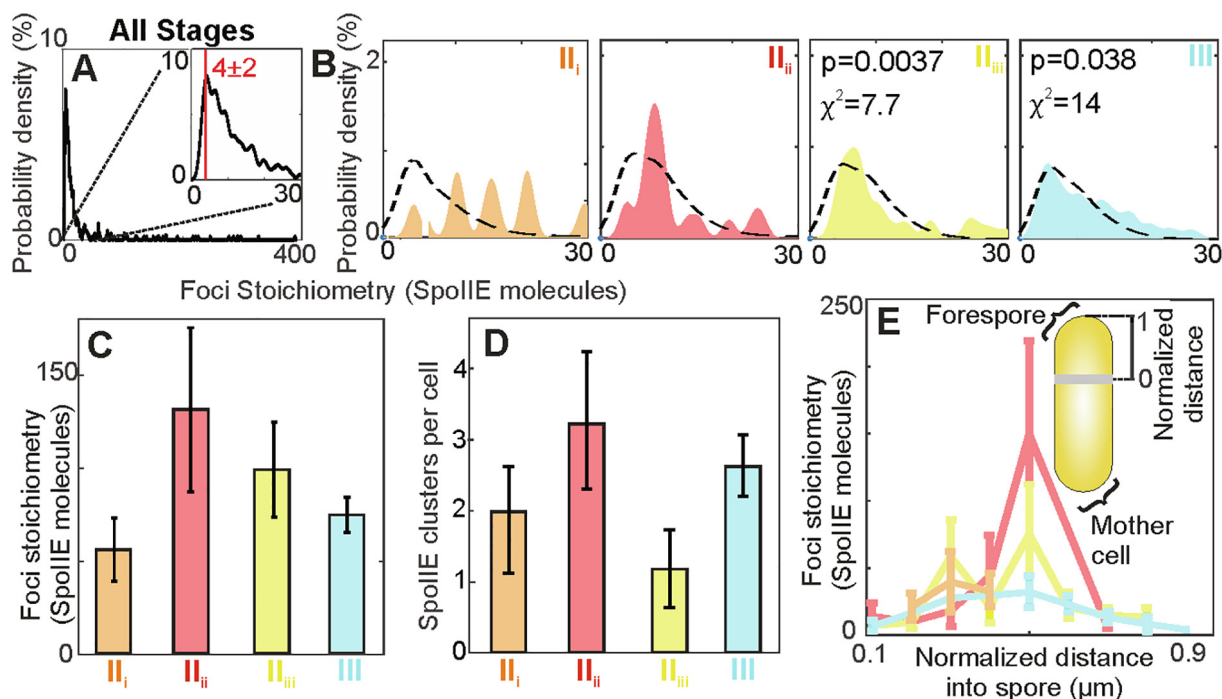 All Stages
Probability density (%)
10
0
A
0
400
10
4±2
0
0
30
B
Probability density (%)
2
0
IIi
0
30
IIii
0
30
p=0.0037
χ²=7.7
IIiii
0
30
p=0.038
χ²=14
III
0
30
Foci Stoichiometry (SpoIIE molecules)
C
Foci stoichiometry
(SpoIIE molecules)
150
0
IIi
IIii
IIiii
III
D
SpoIIE clusters per cell
4
3
2
1
0
IIi
IIii
IIiii
III
E
Foci stoichiometry
(SpoIIE molecules)
250
0
Forespore
1
0
Normalized
distance
Mother
cell
0.1
0.9
Normalized distance
into spore (μm)